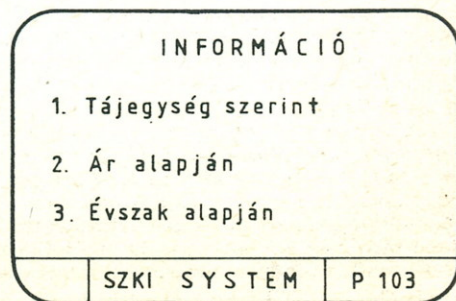 INFORMÁCIÓ
1. Tájegység szerint
2. Ár alapján
3. Évszak alapján
SZKI SYSTEM P 103